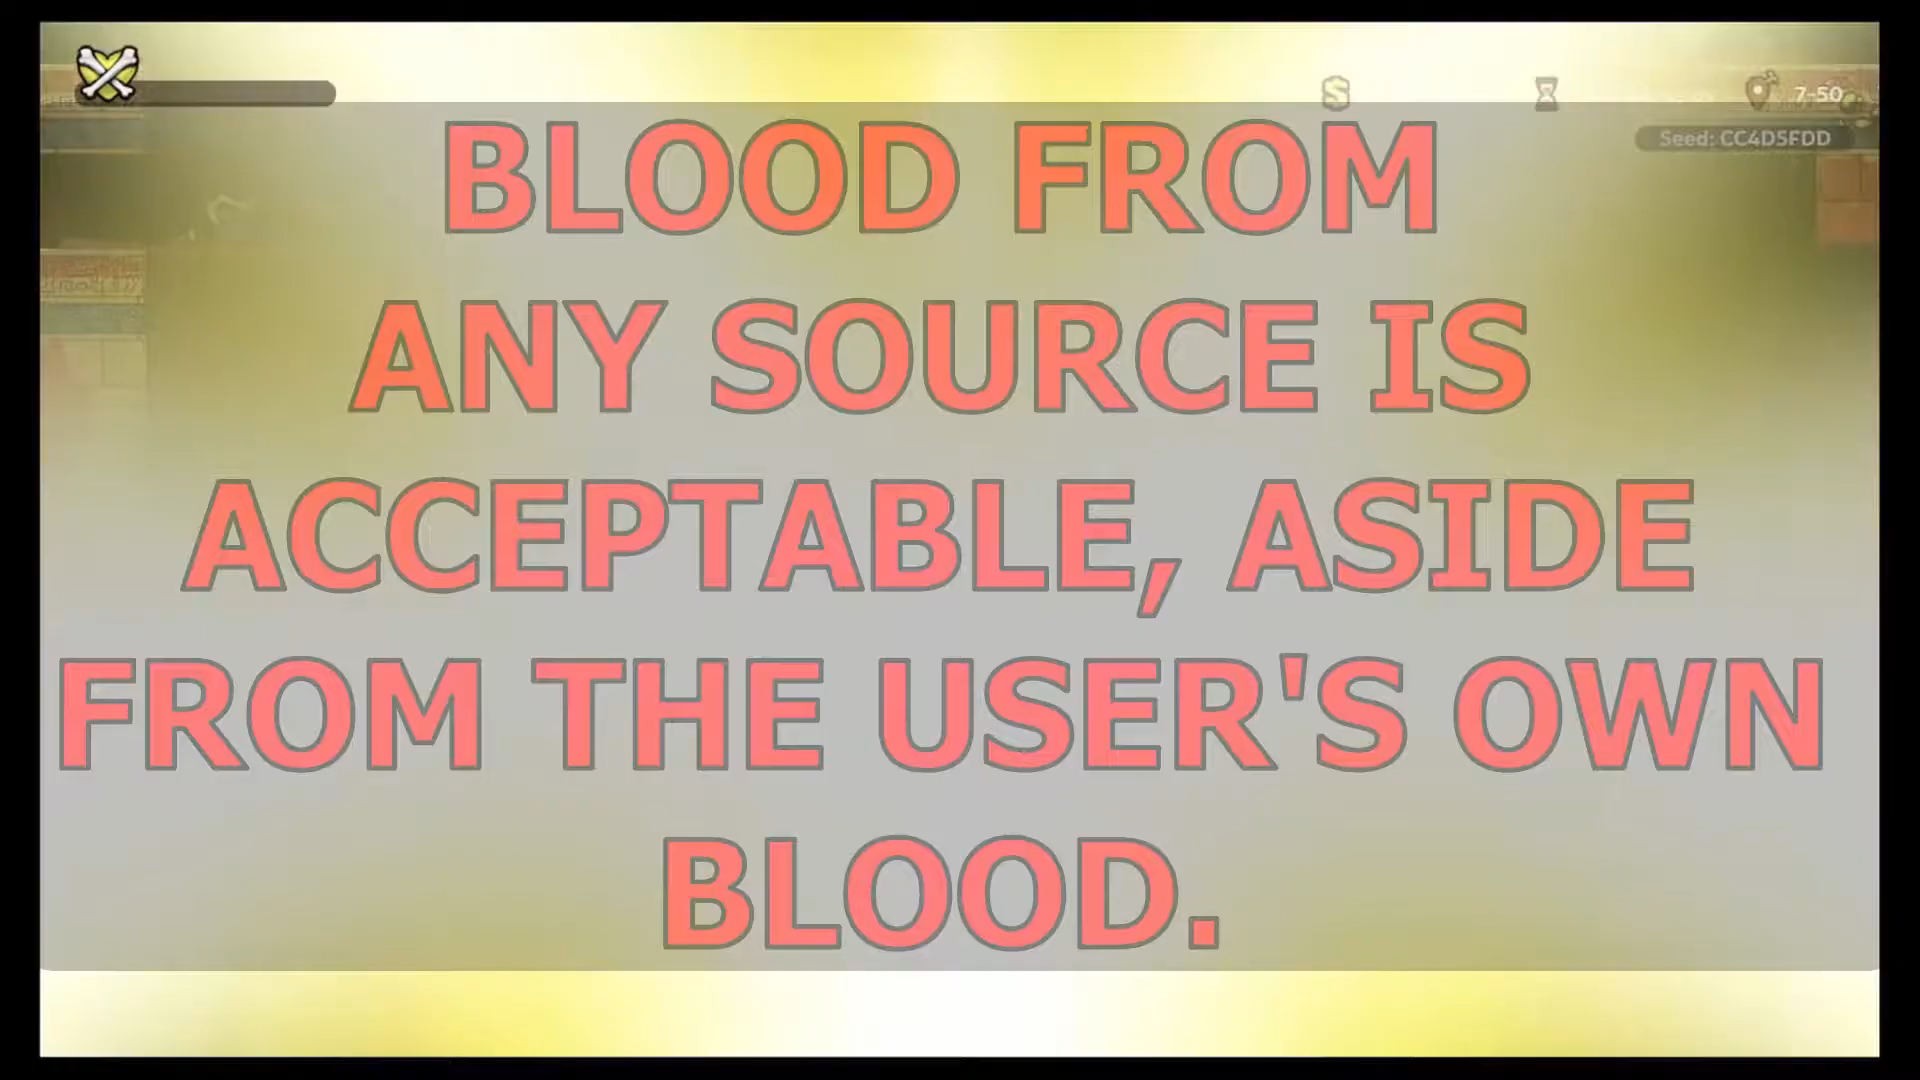 7-50
Seed: CC4D5FDD
BLOOD FROM
ANY SOURCE IS
ACCEPTABLE, ASIDE
FROM THE USER'S OWN
BLOOD.